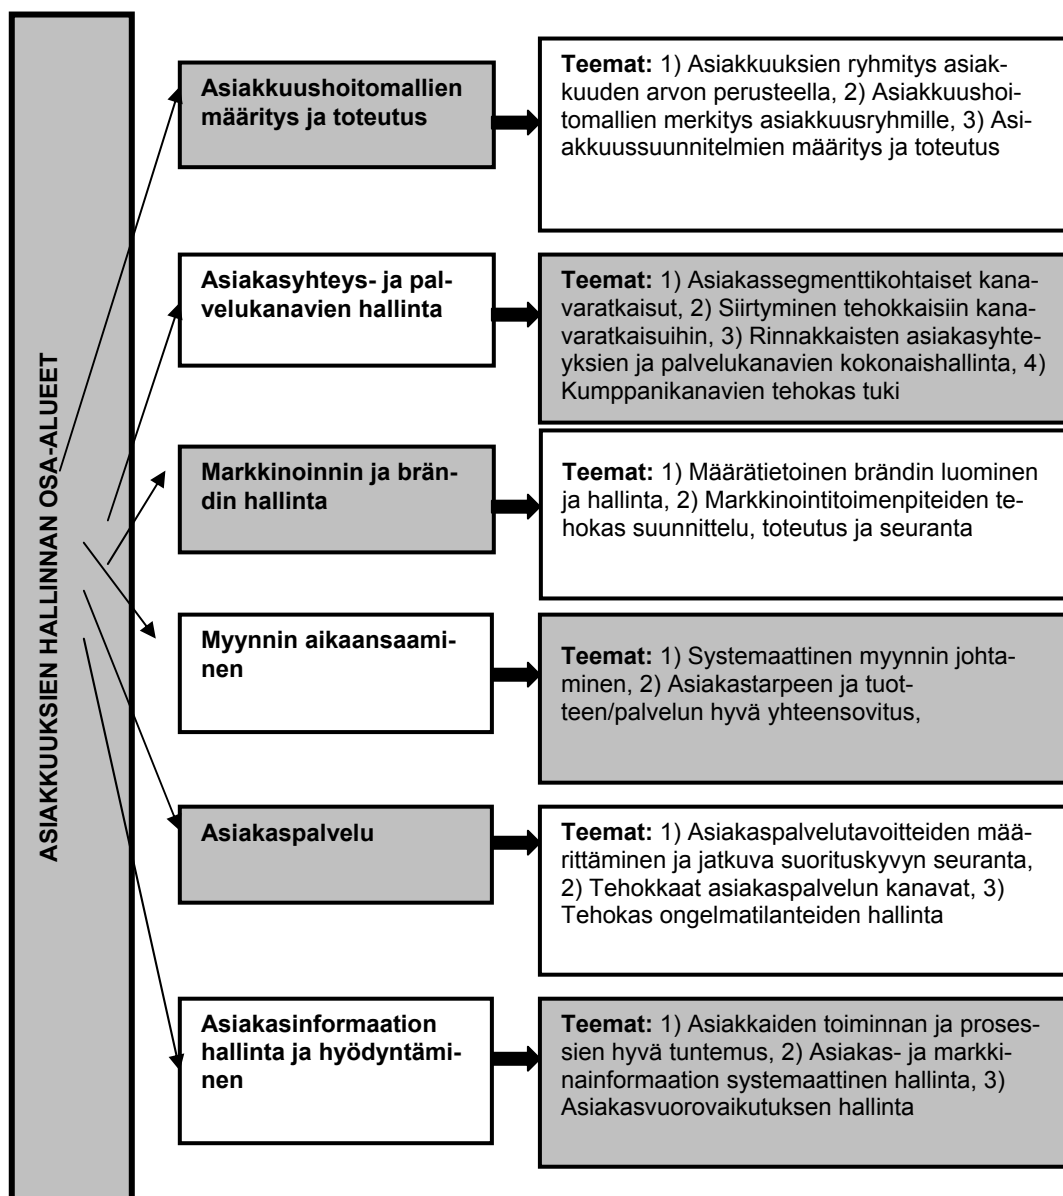 ASIAKKUUKSIEN HALLINNAN OSA-ALUEET
Asiakkuushoitomallien
määritys ja toteutus
Teemat: 1) Asiakkuuksien ryhmitys asiak-
kuuden arvon perusteella, 2) Asiakkuushoi-
tomallien merkitys asiakkuusryhmille, 3) Asi-
akkuussuunnitelmien määritys ja toteutus
Asiakasyhteys- ja pal-
velukanavien hallinta
Teemat: 1) Asiakassegmenttikohtaiset kana-
varatkaisut, 2) Siirtyminen tehokkaisiin kana-
varatkaisuihin, 3) Rinnakkaisten asiakasyhte-
yksien ja palvelukanavien kokonaishallinta, 4)
Kumppanikanavien tehokas tuki
Markkinoinnin ja brän-
din hallinta
Teemat: 1) Määrätietoinen brändin luominen
ja hallinta, 2) Markkinointitoimenpiteiden te-
hokas suunnittelu, toteutus ja seuranta
Myynnin aikaansaami-
nen
Teemat: 1) Systemaattinen myynnin johta-
minen, 2) Asiakastarpeen ja tuot-
teen/palvelun hyvä yhteensovitus,
Asiakaspalvelu
Teemat: 1) Asiakaspalvelutavoitteiden mää-
rittäminen ja jatkuva suorituskyvyn seuranta,
2) Tehokkaat asiakaspalvelun kanavat, 3)
Tehokas ongelmatilanteiden hallinta
Asiakasinformaation
hallinta ja hyödyntämi-
nen
Teemat: 1) Asiakkaiden toiminnan ja proses-
sien hyvä tuntemus, 2) Asiakas- ja markki-
nainformaation systemaattinen hallinta, 3)
Asiakasvuorovaikutuksen hallinta